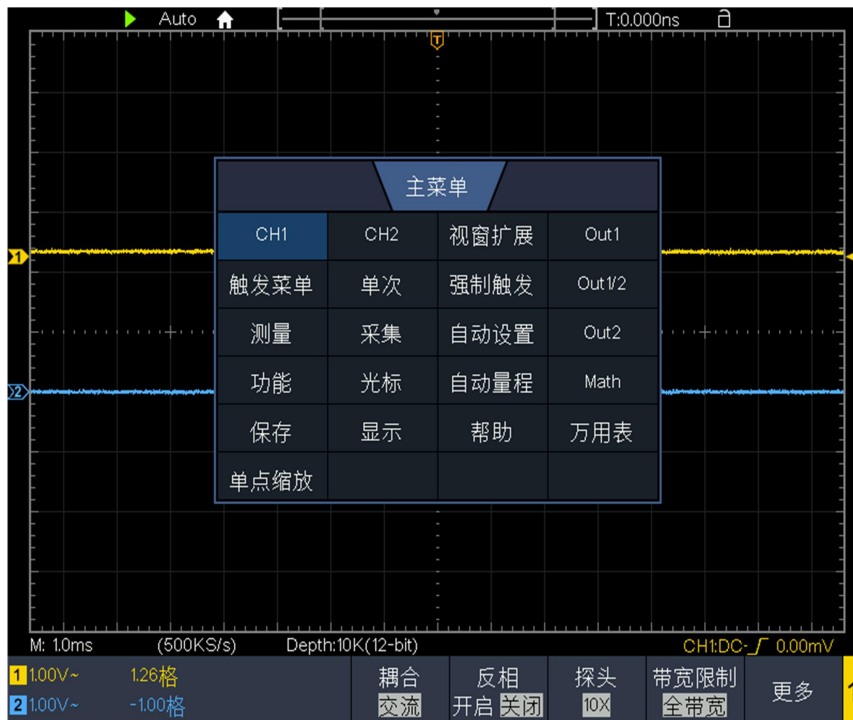 Auto T:0.000ns
T
主菜单
CH1 CH2 视窗扩展 Out1
1
触发菜单 单次 强制触发 Out1/2
测量 采集 自动设置 Out2
功能 光标 自动量程 Math
2
保存 显示 帮助 万用表
单点缩放
M: 1.0ms (500KS/s) Depth:10K(12-bit) CH1:DC- 0.00mV
1 1.00V~ 1.26格 耦合 反相 探头 带宽限制 更多
2 1.00V~ -1.00格 交流 开启 关闭 10X 全带宽